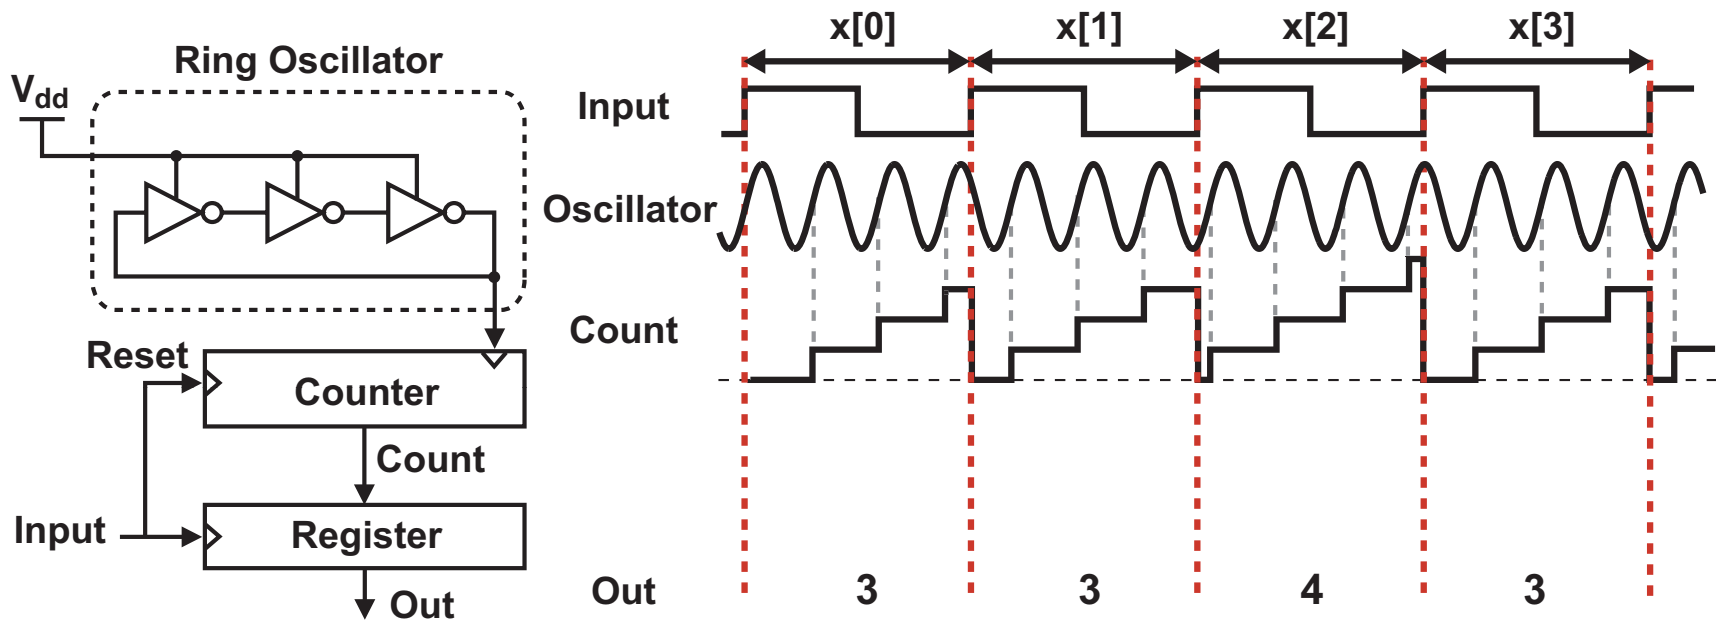 Ring Oscillator
Vdd
Reset
Counter
Count
Input
Register
Out
x[0] x[1] x[2] x[3]
Input
Oscillator
Count
Out 3 3 4 3